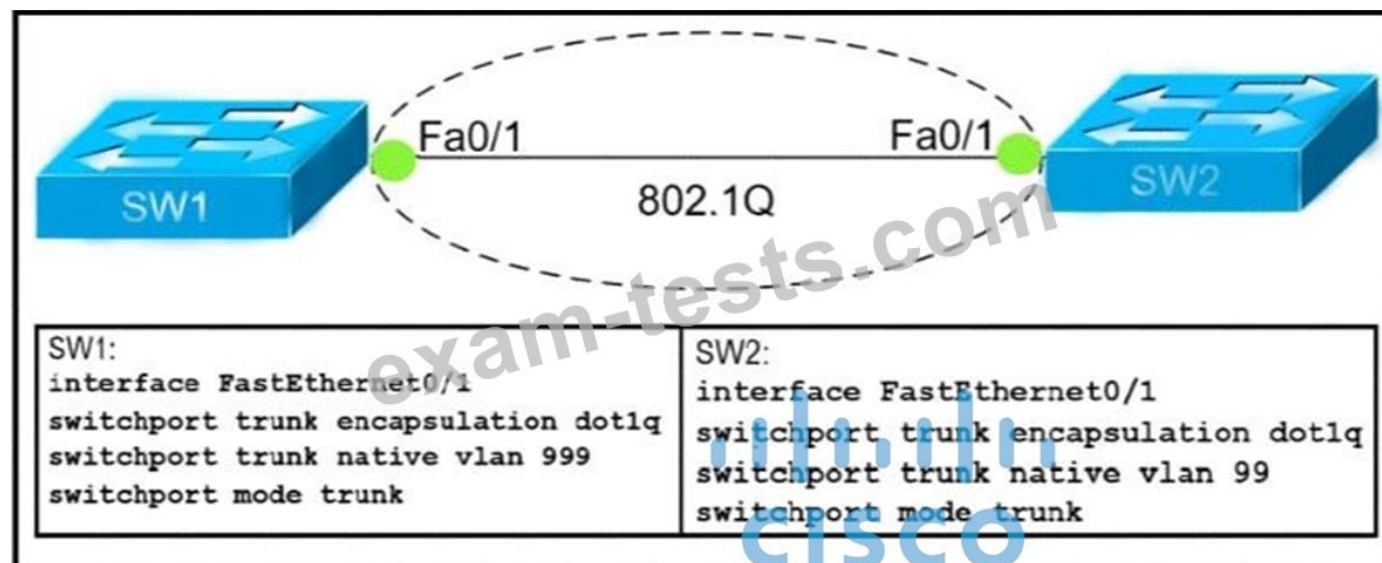 Fa0/1
Fa0/1
SW1
802.1Q
SW2
exam-tests.com
SW1:
interface FastEthernet0/1
switchport trunk encapsulation dot1q
switchport trunk native vlan 999
switchport mode trunk
SW2:
interface FastEthernet0/1
switchport trunk encapsulation dot1q
switchport trunk native vlan 99
switchport mode trunk
CISCO